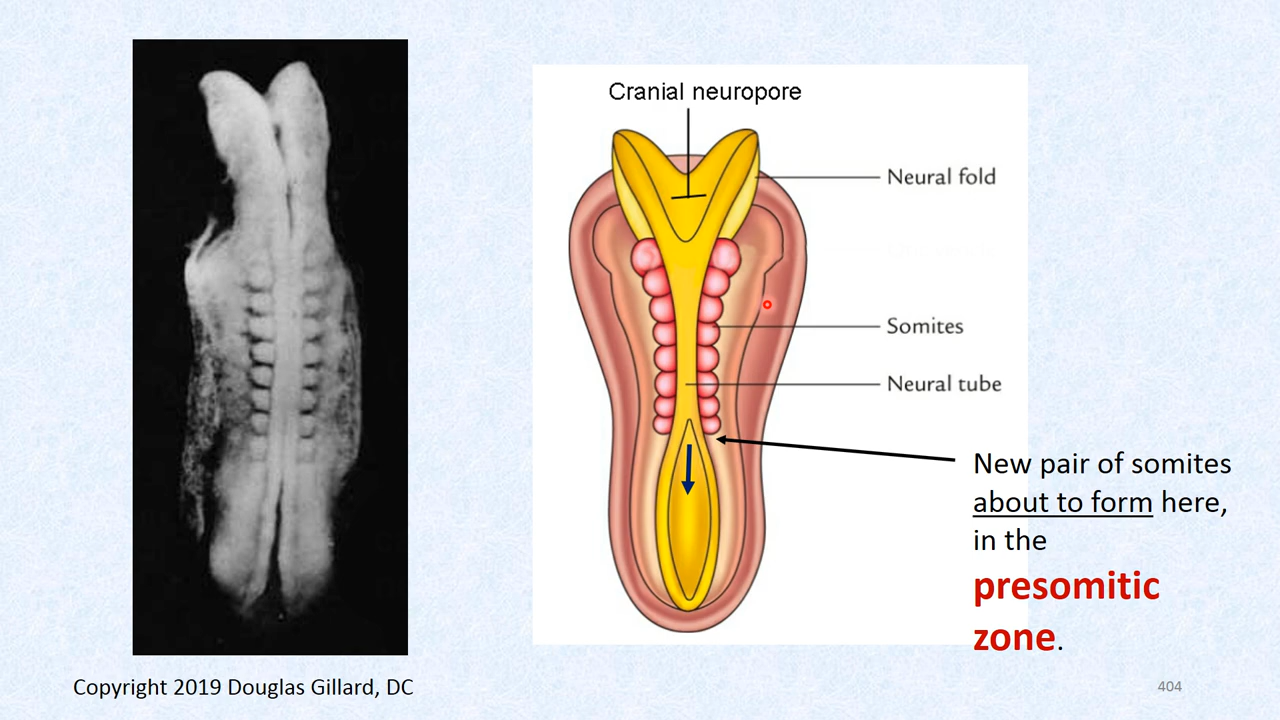 Cranial neuropore
Neural fold
Somites
Neural tube
New pair of somites
about to form here,
in the
presomitic
zone.
Copyright 2019 Douglas Gillard, DC
404